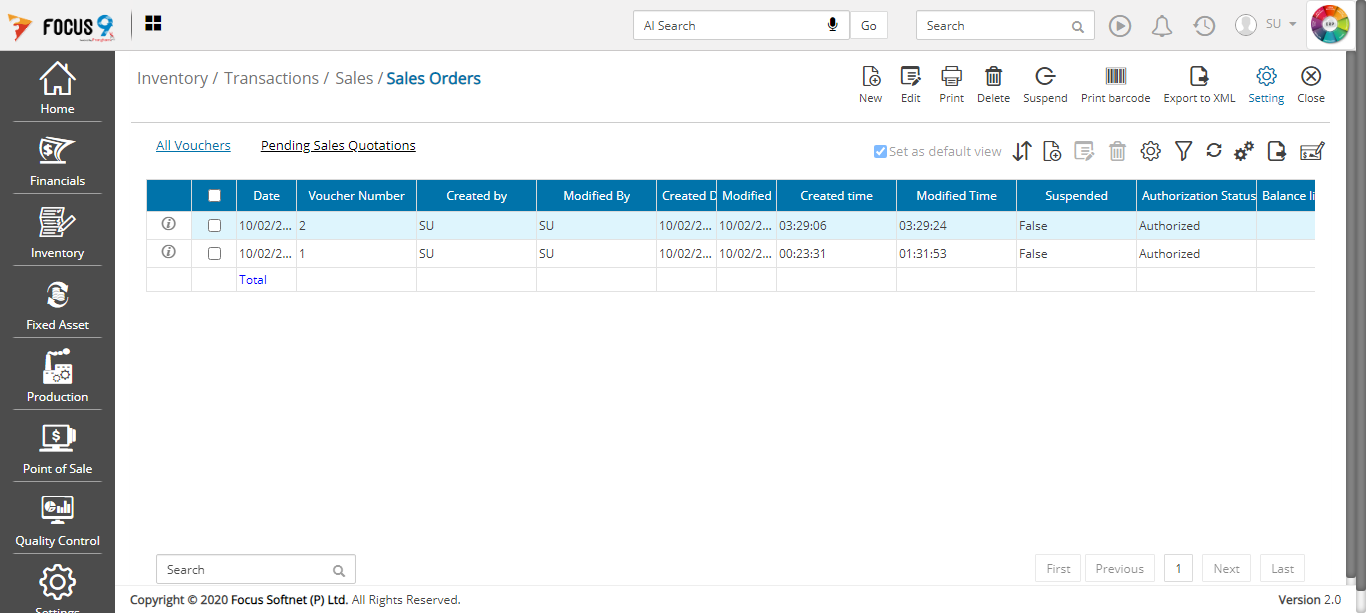 FOCUS 9
AI Search
Go
Search
SU
Home
Financials
Inventory
Fixed Asset
Production
Point of Sale
Quality Control
Settings
Inventory / Transactions / Sales / Sales Orders
New
Edit
Print
Delete
Suspend
Print barcode
Export to XML
Setting
Close
All Vouchers
Pending Sales Quotations
Set as default view
Date Voucher Number Created by Modified By Created D Modified Created time Modified Time Suspended Authorization Status Balance li
10/02/2... 2 SU SU 10/02/2... 10/02/2... 03:29:06 03:29:24 False Authorized
10/02/2... 1 SU SU 10/02/2... 10/02/2... 00:23:31 01:31:53 False Authorized
Total
Search
First Previous 1 Next Last
Copyright © 2020 Focus Softnet (P) Ltd. All Rights Reserved.
Version 2.0